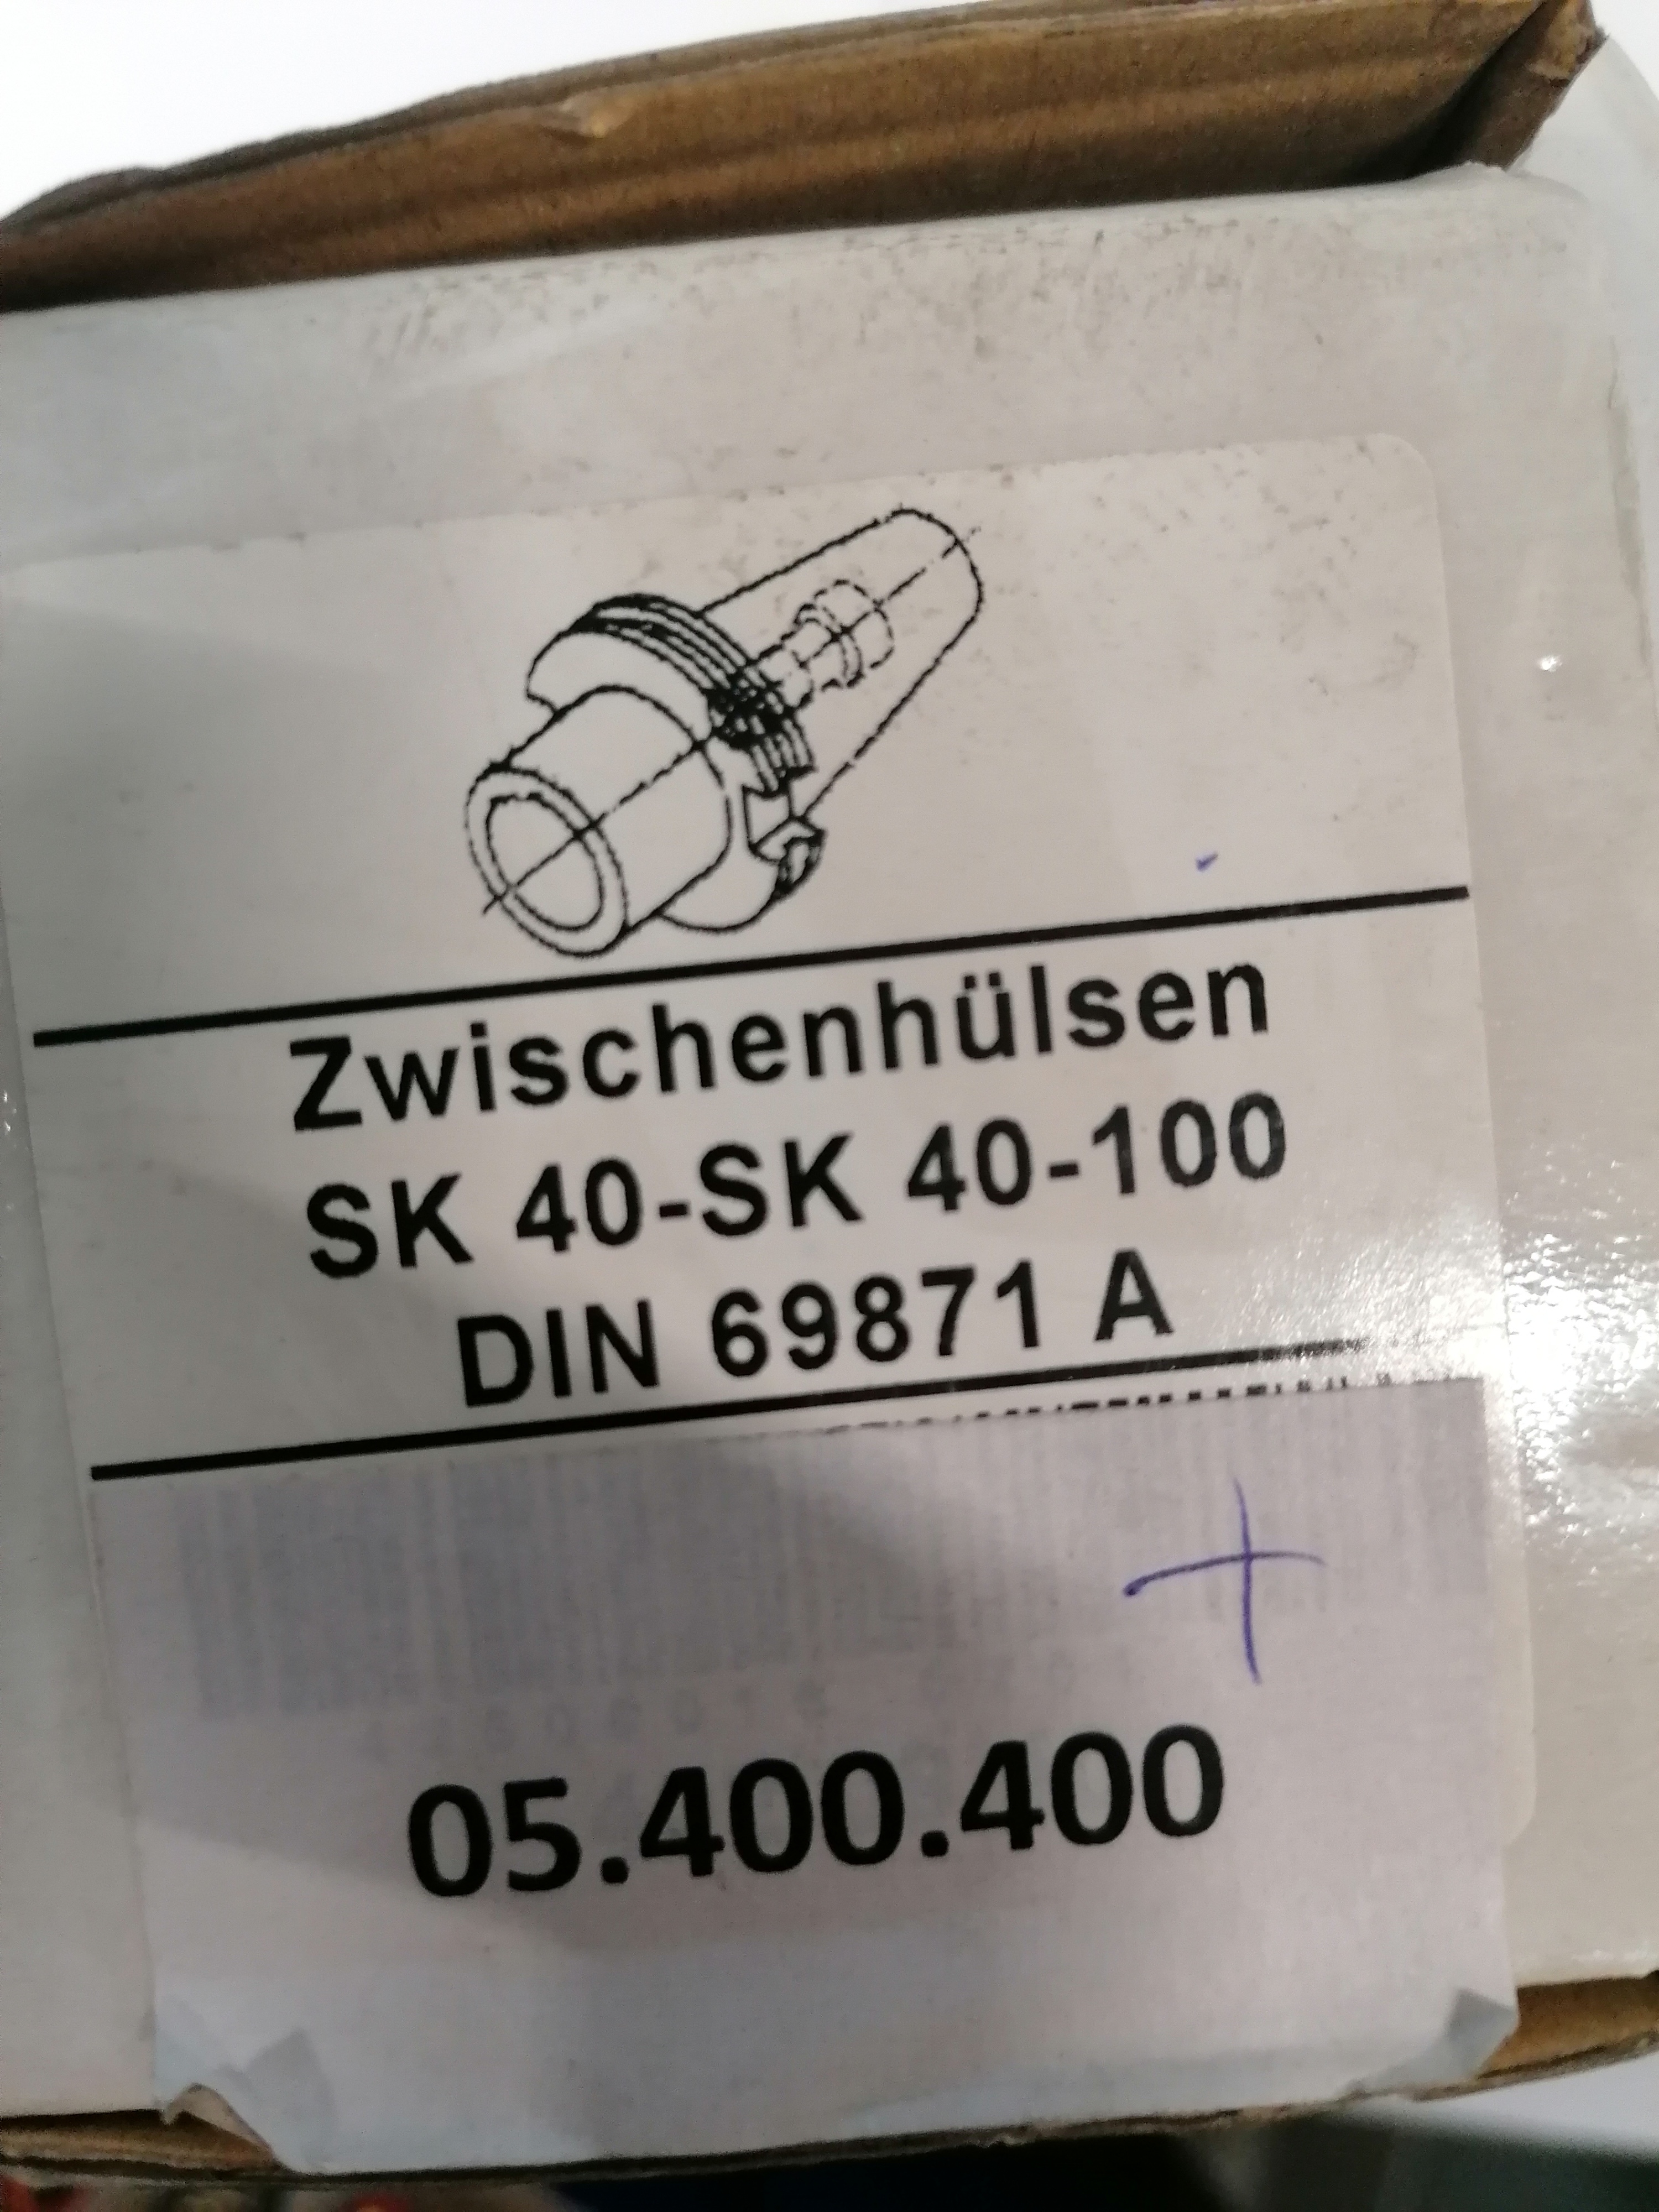 Zwischenhülsen
SK 40-SK 40-100
DIN 69871 A
05.400.400